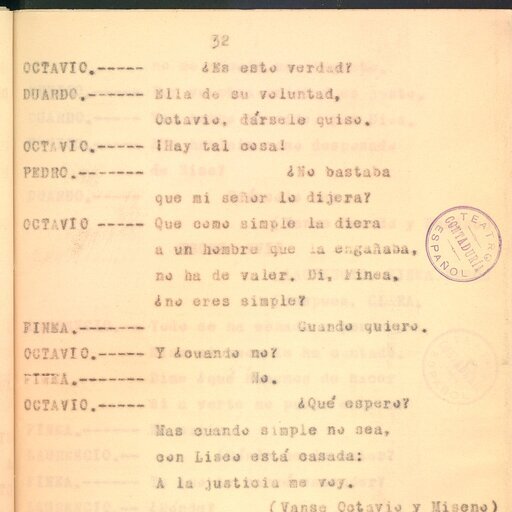 32
OCTAVIO.----- ¿Es esto verdad?
DUARDO.------ Ella de su voluntad,
Octavio, dársele quiso.
OCTAVIO.----- ¡Hay tal cosa!
PEDRO.------- ¿No bastaba
que mi señor lo dijera?
OCTAVIO ----- Que como simple la diera
a un hombre que la engañaba,
no ha de valer. Di, Finea,
¿no eres simple?
FINEA.------- Cuando quiero.
OCTAVIO.----- Y ¿cuando no?
FINEA.------- No.
OCTAVIO.----- ¿Qué espero?
Mas cuando simple no sea,
con Liseo está casada:
A la justicia me voy.
(Vanse Octavio y Miseno)
TEATRO ESPAÑOL
CONTADURÍA